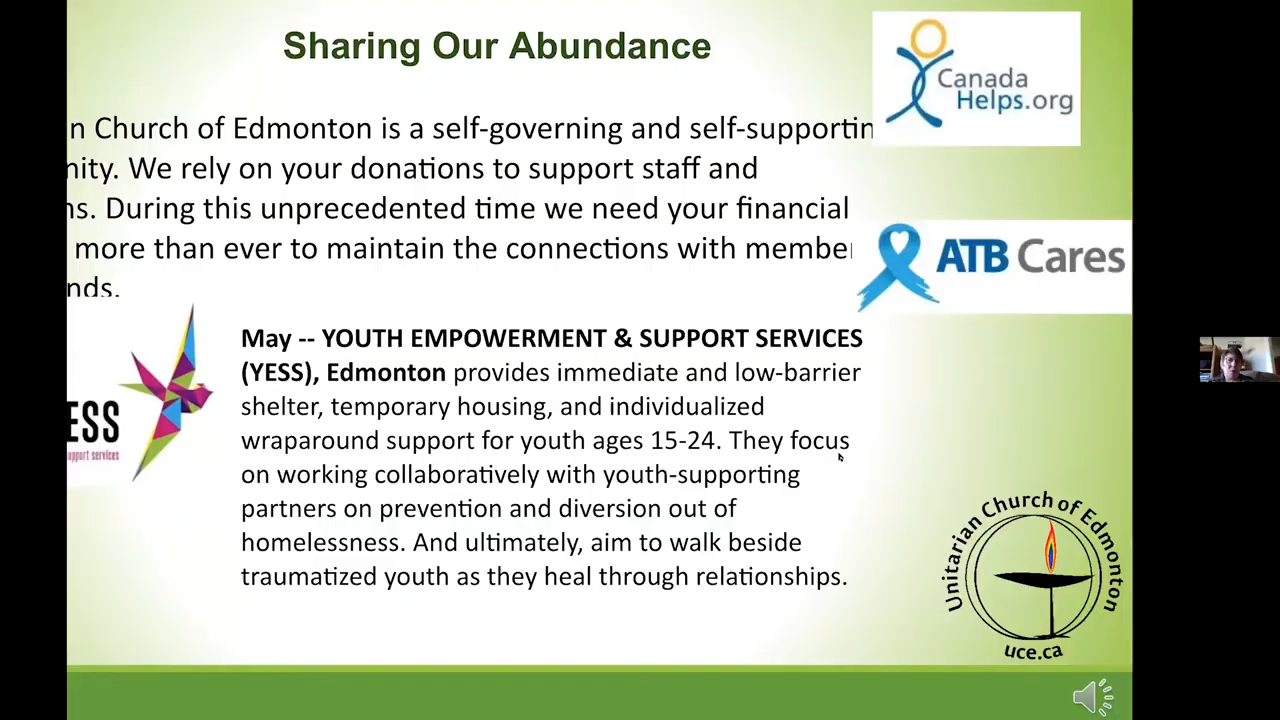 Sharing Our Abundance
Canada
Helps.org
n Church of Edmonton is a self-governing and self-supportin
nity. We rely on your donations to support staff and
ns. During this unprecedented time we need your financial
more than ever to maintain the connections with member
nds.
ATB Cares
May -- YOUTH EMPOWERMENT & SUPPORT SERVICES
(YESS), Edmonton provides immediate and low-barrier
shelter, temporary housing, and individualized
wraparound support for youth ages 15-24. They focus
on working collaboratively with youth-supporting
partners on prevention and diversion out of
homelessness. And ultimately, aim to walk beside
traumatized youth as they heal through relationships.
ESS
support services
Unitarian Church of Edmonton
uce.ca